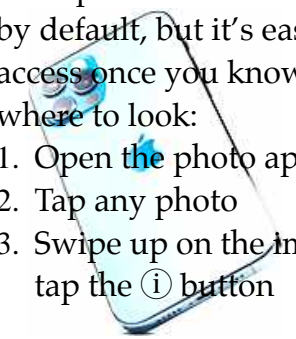 by default, but it’s eas
access once you know
where to look:
1. Open the photo ap
2. Tap any photo
3. Swipe up on the im
tap the ⓘ button